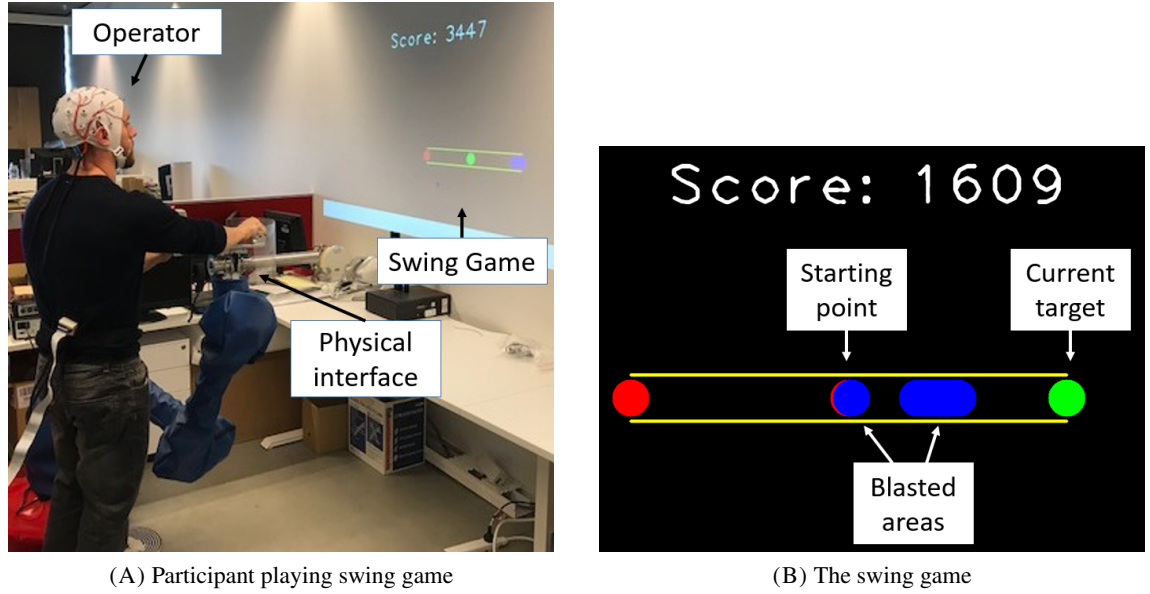 Operator
Score: 3447
Swing Game
Physical
interface
(A) Participant playing swing game
Score: 1609
Starting
point
Current
target
Blasted
areas
(B) The swing game